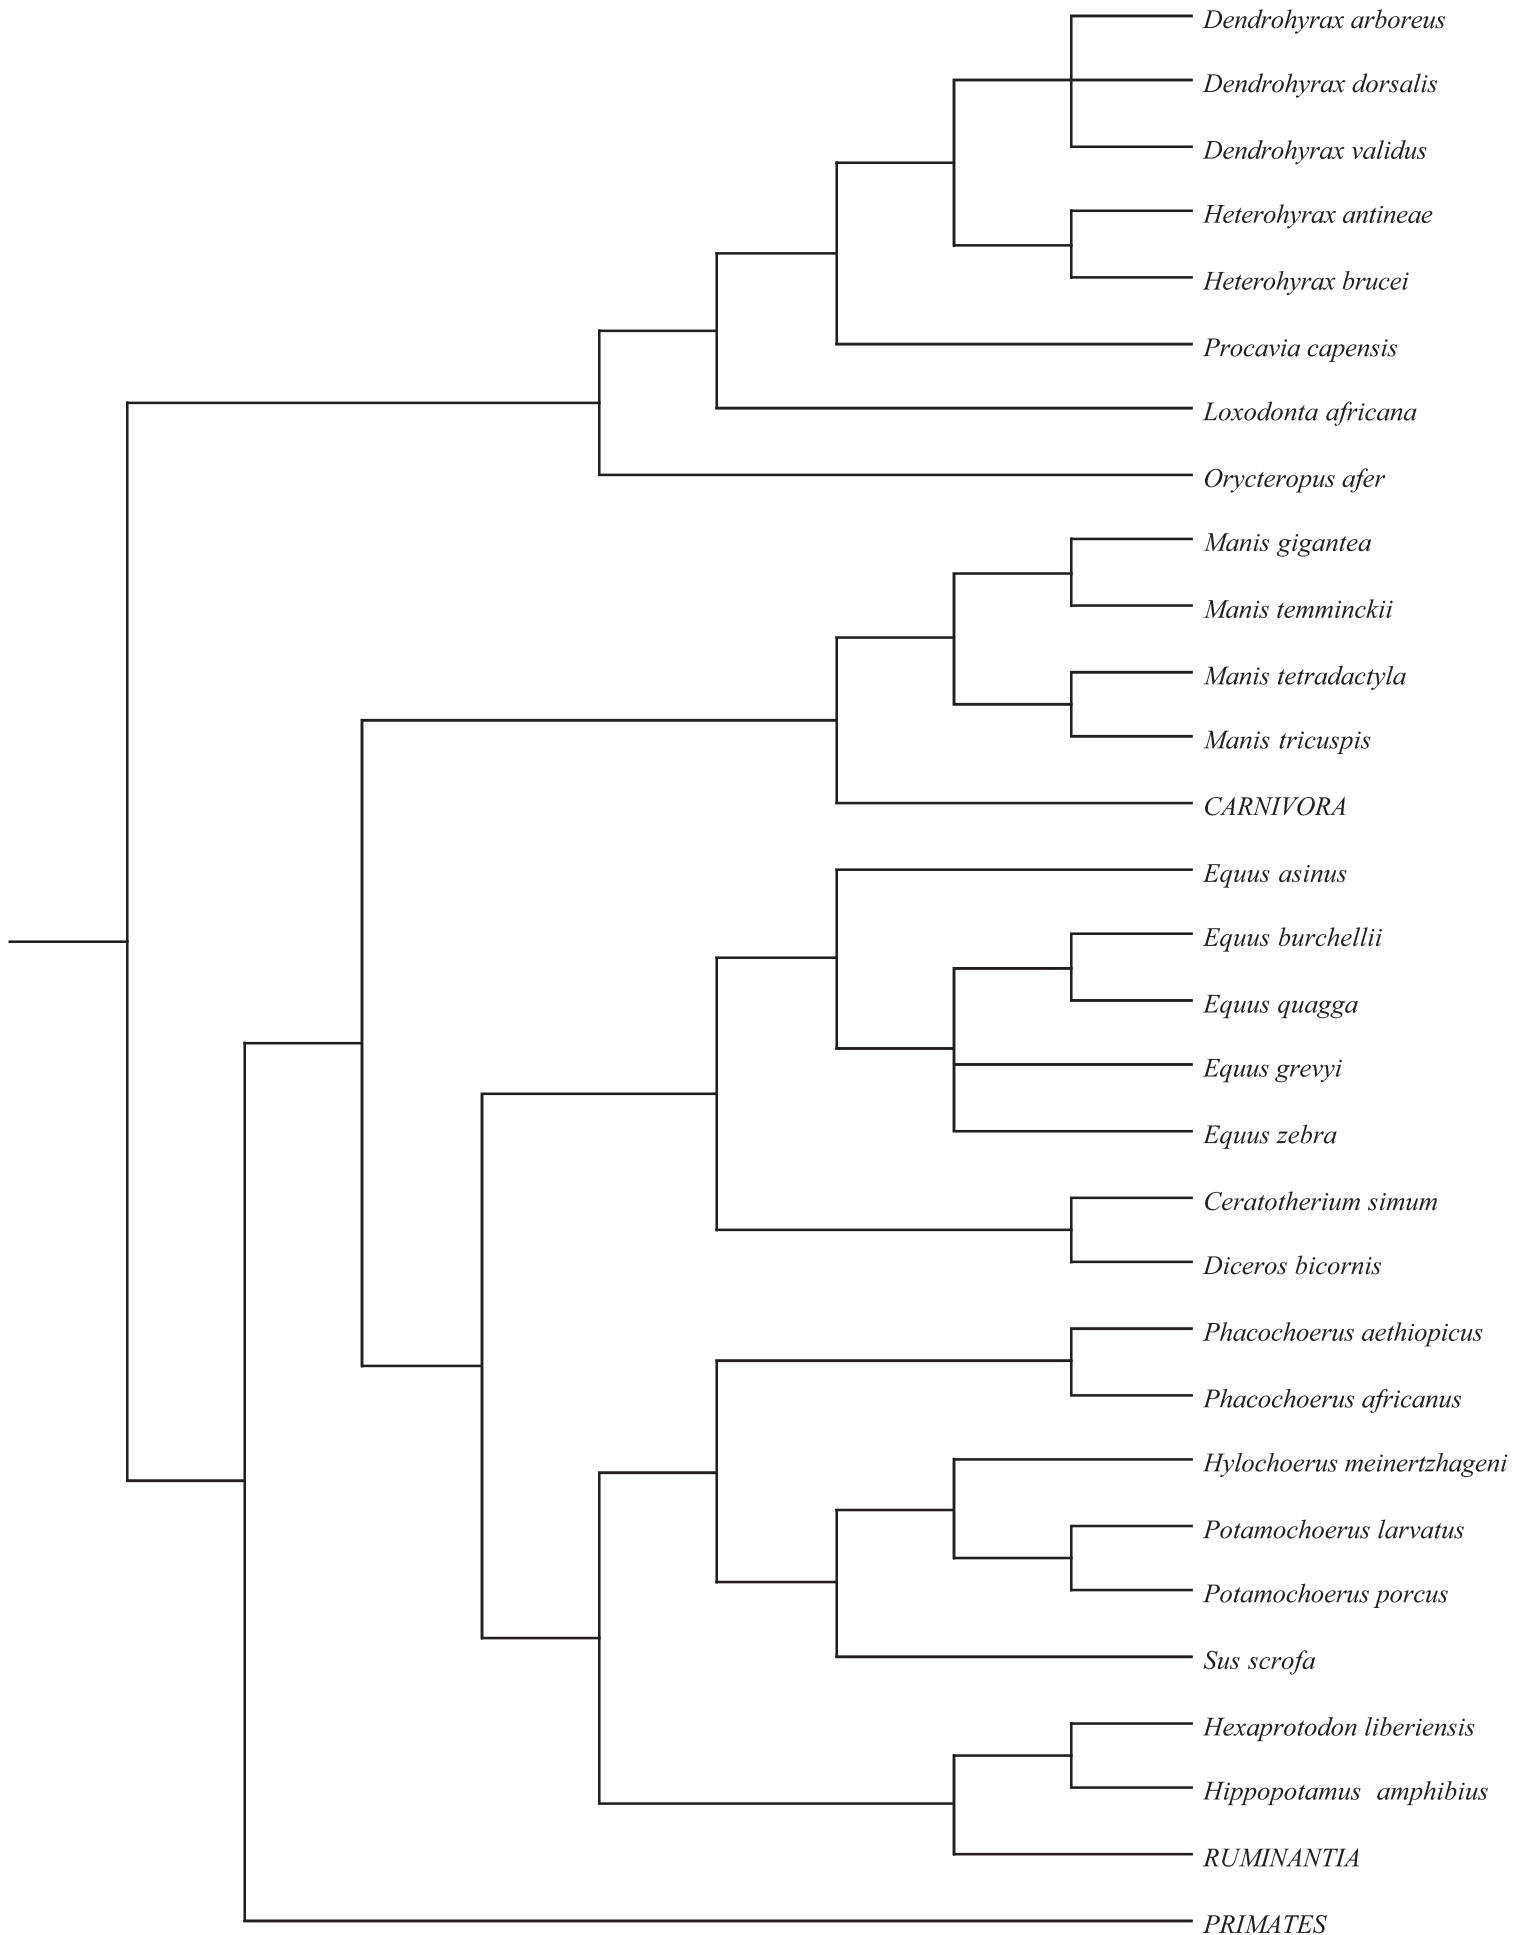 Dendrohyrax arboreus
Dendrohyrax dorsalis
Dendrohyrax validus
Heterohyrax antineae
Heterohyrax brucei
Procavia capensis
Loxodonta africana
Orycteropus afer
Manis gigantea
Manis temminckii
Manis tetradactyla
Manis tricuspis
CARNIVORA
Equus asinus
Equus burchellii
Equus quagga
Equus grevyi
Equus zebra
Ceratotherium simum
Diceros bicornis
Phacochoerus aethiopicus
Phacochoerus africanus
Hylochoerus meinertzhageni
Potamochoerus larvatus
Potamochoerus porcus
Sus scrofa
Hexaprotodon liberiensis
Hippopotamus amphibius
RUMINANTIA
PRIMATES